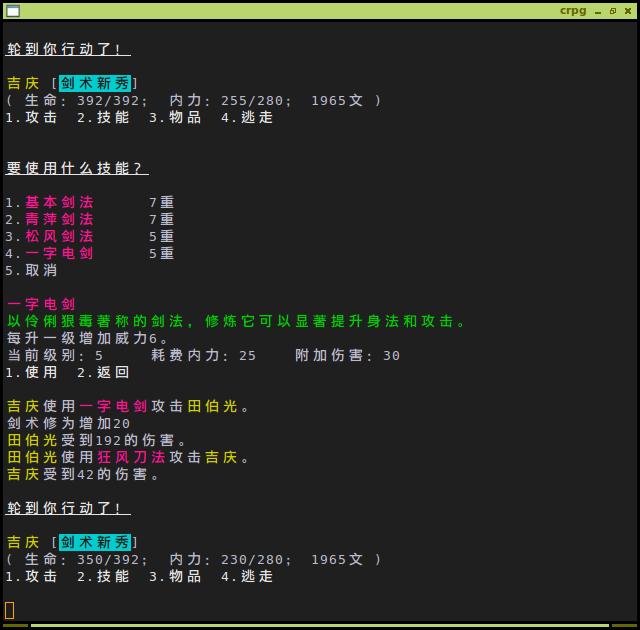 crpg
轮到你行动了!
吉庆 [剑术新秀]
( 生命: 392/392; 内力: 255/280; 1965文 )
1.攻击 2.技能 3.物品 4.逃走
要使用什么技能?
1.基本剑法 7重
2.青萍剑法 7重
3.松风剑法 5重
4.一字电剑 5重
5.取消
一字电剑
以伶俐狠毒著称的剑法, 修炼它可以显著提升身法和攻击。
每升一级增加威力6。
当前级别: 5 耗费内力: 25 附加伤害: 30
1.使用 2.返回
吉庆使用一字电剑攻击田伯光。
剑术修为增加20
田伯光受到192的伤害。
田伯光使用狂风刀法攻击吉庆。
吉庆受到42的伤害。
轮到你行动了!
吉庆 [剑术新秀]
( 生命: 350/392; 内力: 230/280; 1965文 )
1.攻击 2.技能 3.物品 4.逃走